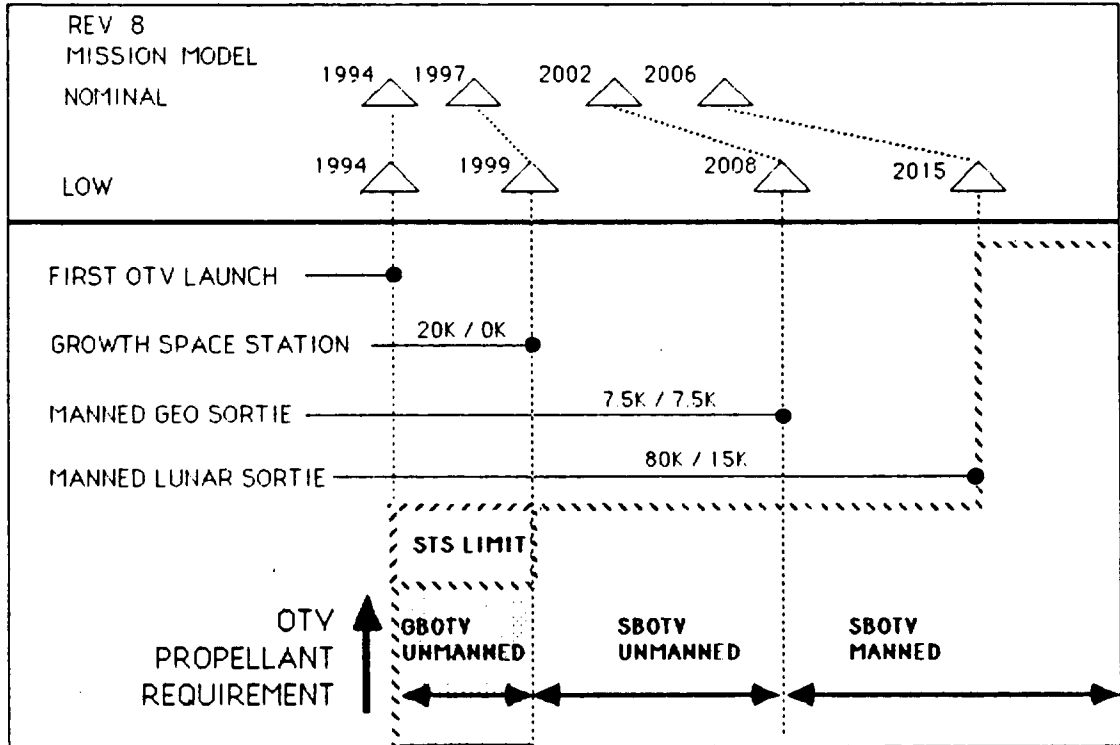 REV 8
MISSION MODEL
NOMINAL
1994
1997
2002
2006
LOW
1994
1999
2008
2015
FIRST OTV LAUNCH
GROWTH SPACE STATION
20K / 0K
MANNED GEO SORTIE
7.5K / 7.5K
MANNED LUNAR SORTIE
80K / 15K
STS LIMIT
OTV
PROPELLANT
REQUIREMENT
GBOTV
UNMANNED
SBOTV
UNMANNED
SBOTV
MANNED